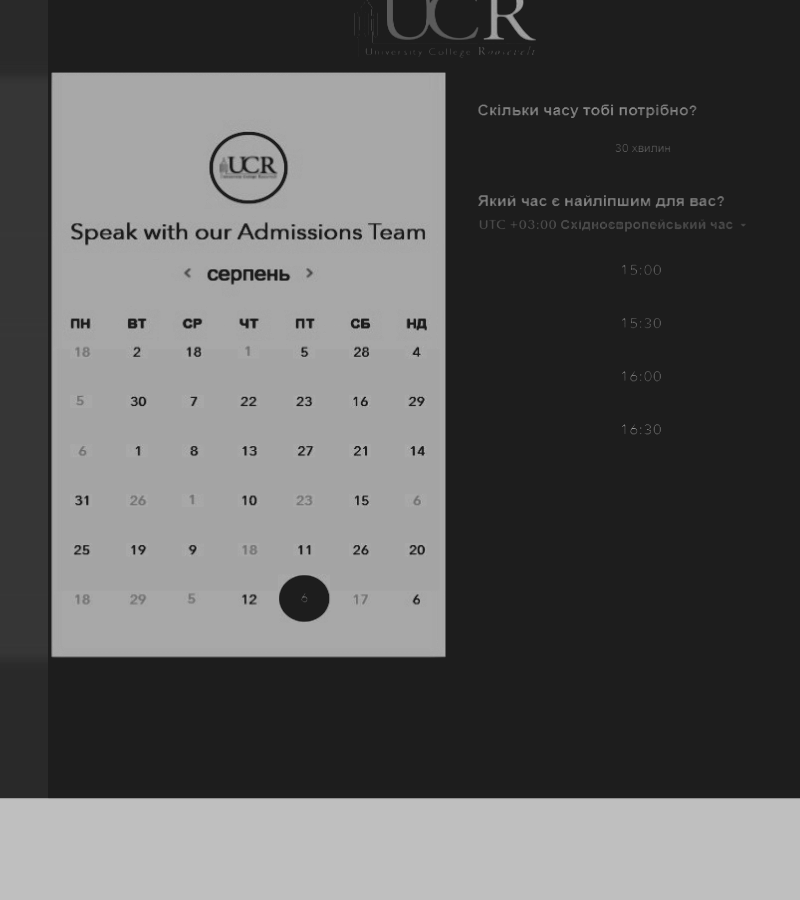 UCR
University College Roosevelt
UCR
Speak with our Admissions Team
< серпень >
ПН ВТ СР ЧТ ПТ СБ НД
18 2 18 1 5 28 4
5 30 7 22 23 16 29
6 1 8 13 27 21 14
31 26 1 10 23 15 6
25 19 9 18 11 26 20
18 29 5 12 6 17 6
Скільки часу тобі потрібно?
30 хвилин
Який час є найліпшим для вас?
UTC +03:00 Східноєвропейський час
15:00
15:30
16:00
16:30